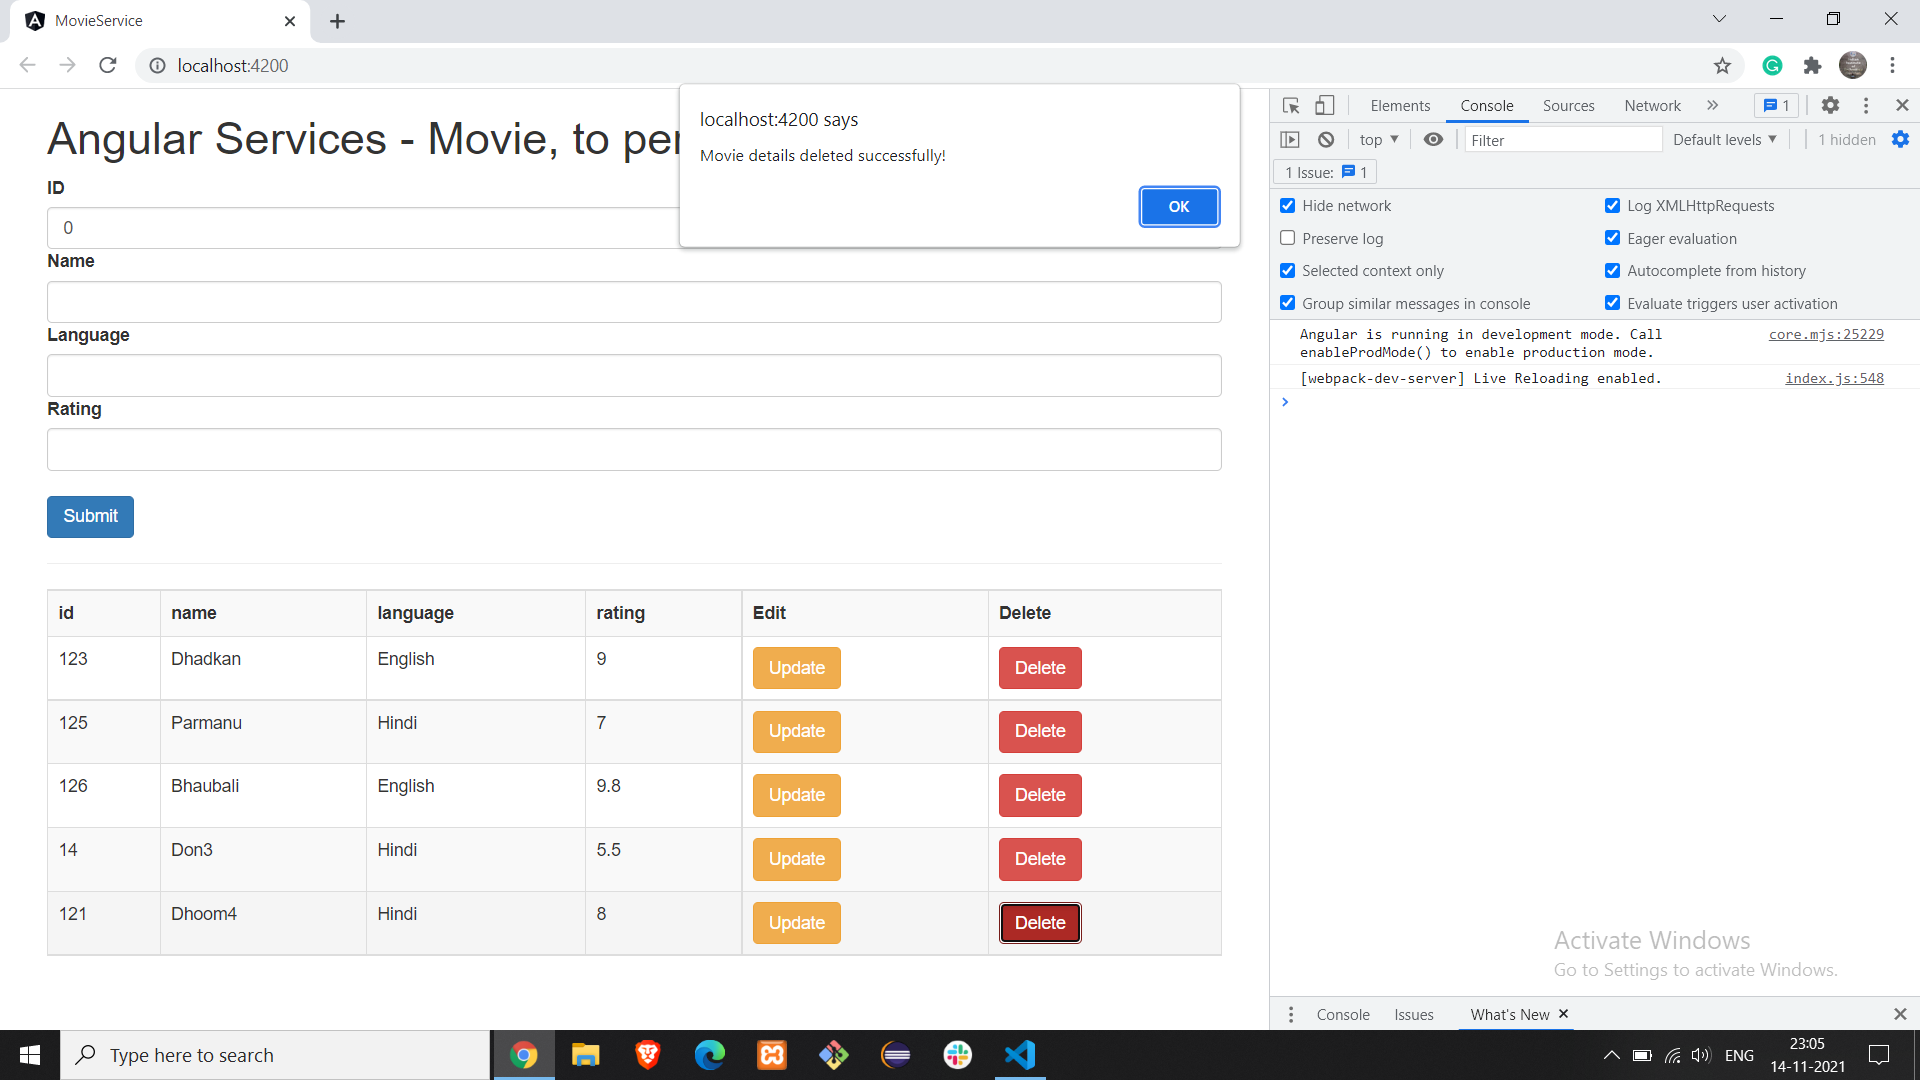 MovieService
localhost:4200
Angular Services - Movie, to per
localhost:4200 says
Movie details deleted successfully!
OK
ID
0
Name
Language
Rating
Submit
id name language rating Edit Delete
123 Dhadkan English 9 Update Delete
125 Parmanu Hindi 7 Update Delete
126 Bhaubali English 9.8 Update Delete
14 Don3 Hindi 5.5 Update Delete
121 Dhoom4 Hindi 8 Update Delete
Elements Console Sources Network 1
top Filter Default levels 1 hidden
1 Issue: 1
Hide network Log XMLHttpRequests
Preserve log Eager evaluation
Selected context only Autocomplete from history
Group similar messages in console Evaluate triggers user activation
Angular is running in development mode. Call core.mjs:25229
enableProdMode() to enable production mode.
[webpack-dev-server] Live Reloading enabled. index.js:548
Activate Windows
Go to Settings to activate Windows.
Console Issues What's New
Type here to search
ENG
23:05
14-11-2021